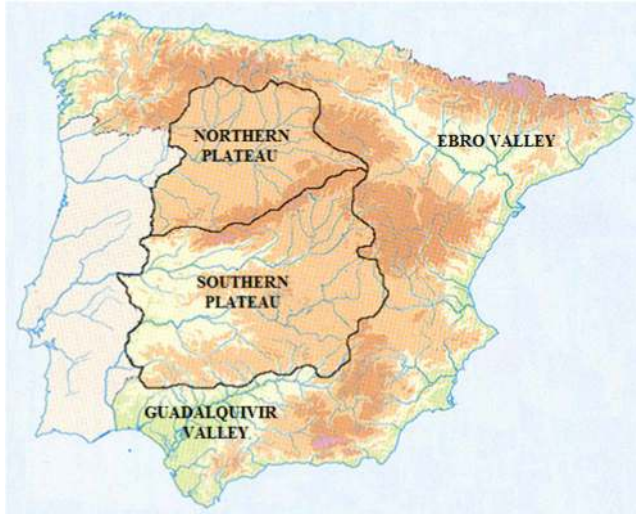 NORTHERN
PLATEAU
EBRO VALLEY
SOUTHERN
PLATEAU
GUADALQUIVIR
VALLEY